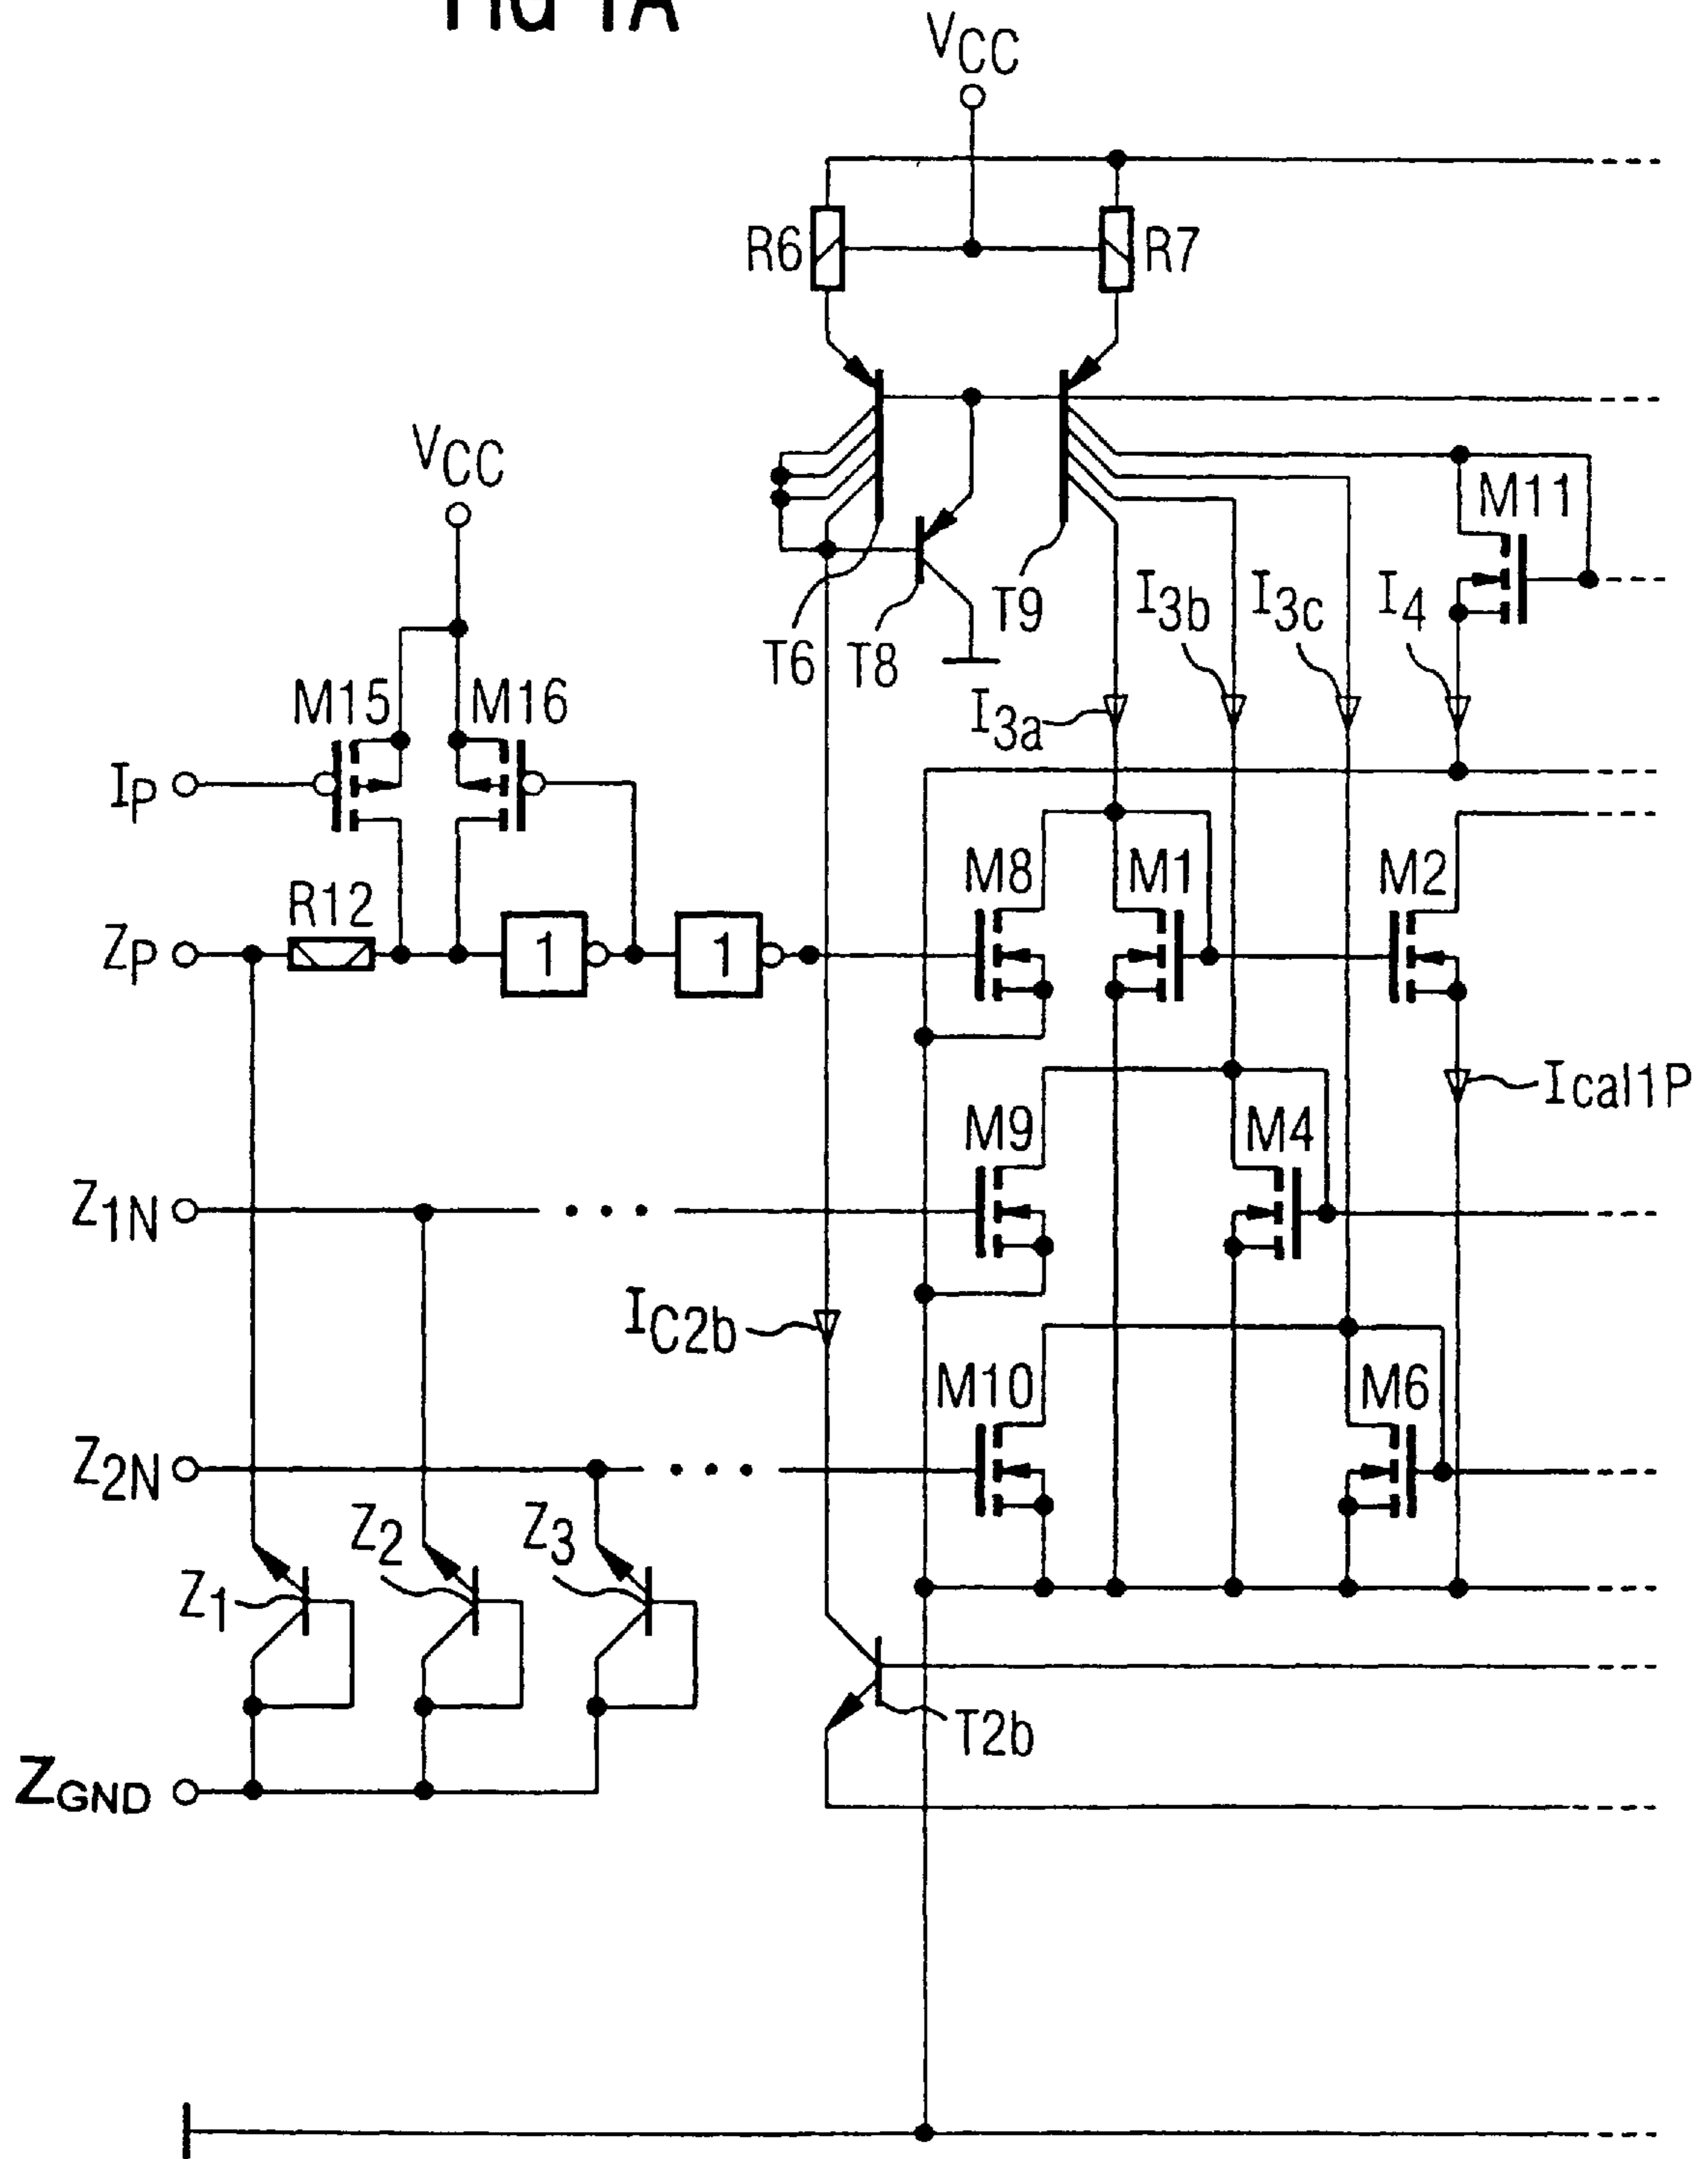 Fig 1A
VCC
R6
R7
VCC
M11
T6
T8
T9
I3b
I3c
I4
I3a
M15
M16
IP
M8
M1
M2
R12
ZP
1
1
Ical1P
M9
M4
Z1N
IC2b
M10
M6
Z2N
Z1
Z2
Z3
T2b
ZGND